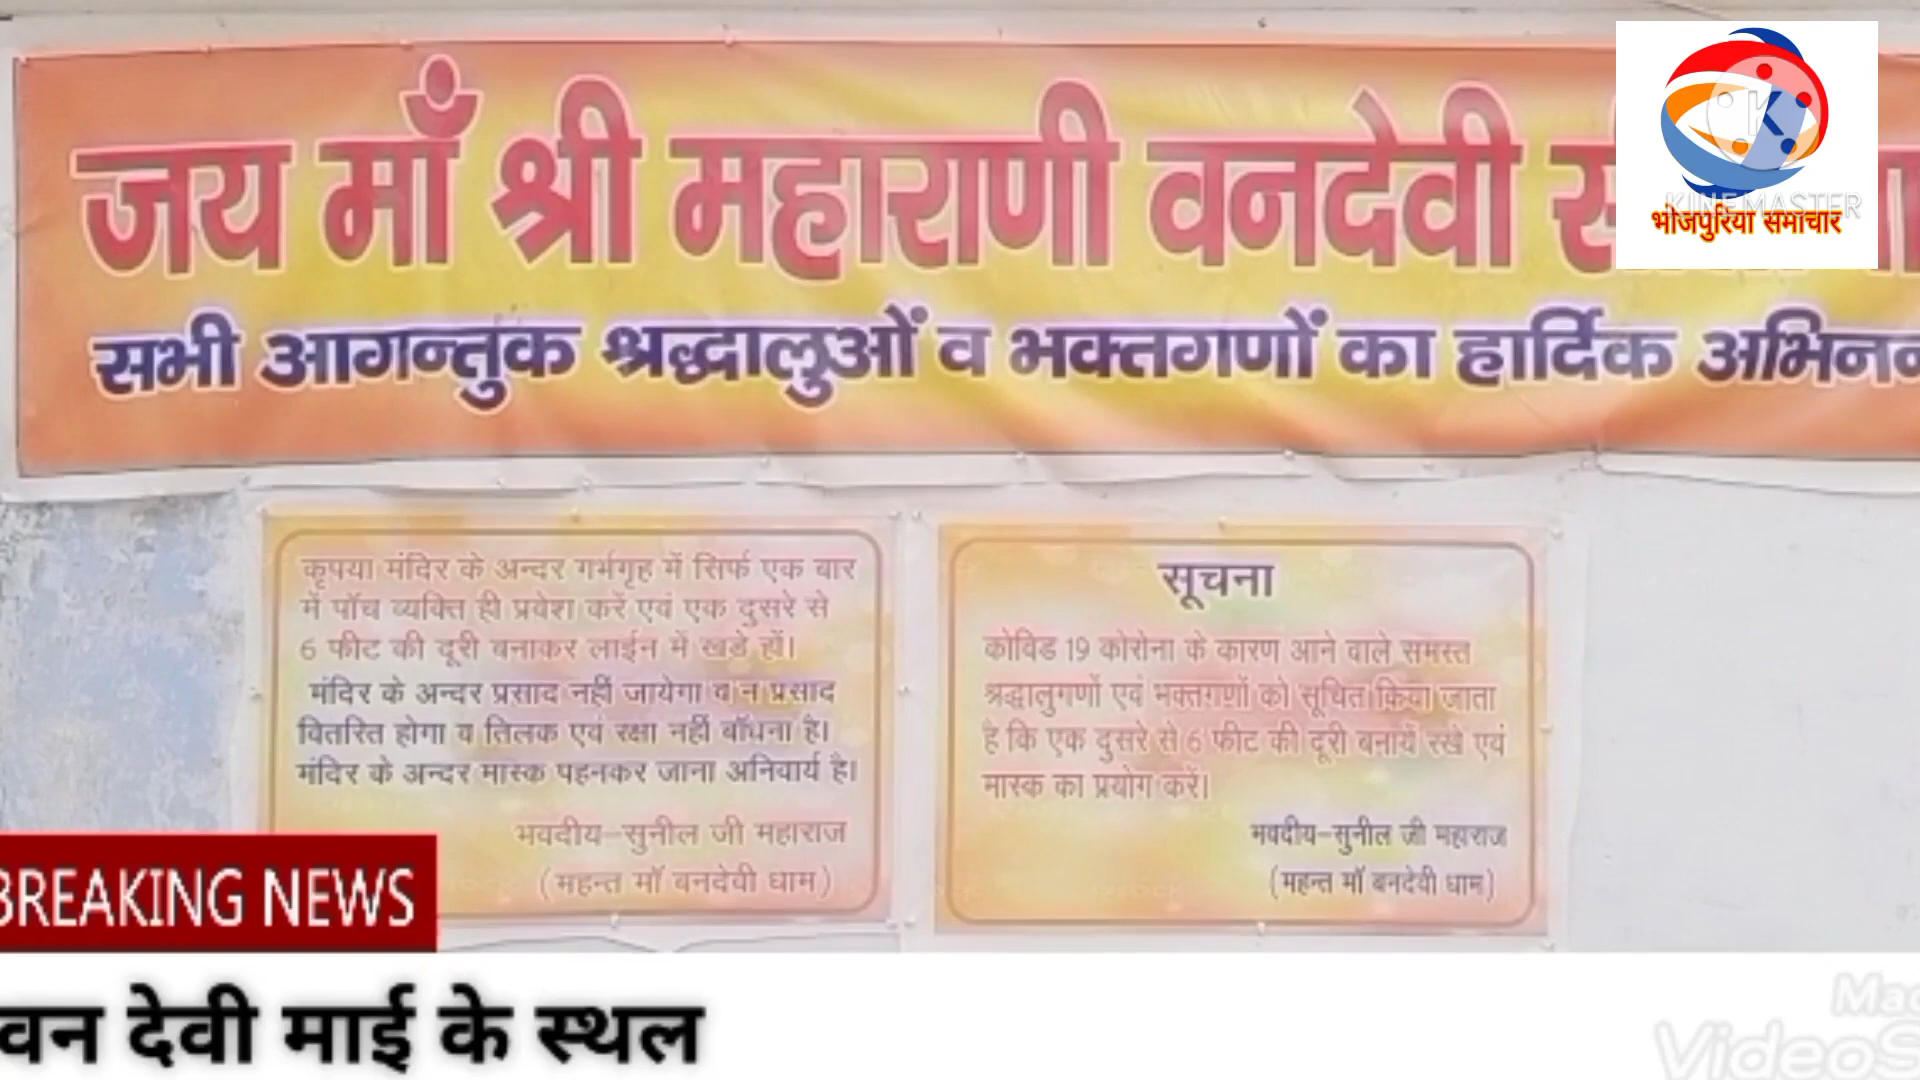 जय माँ श्री महाराणी वनदेवी
सभी आगन्तुक श्रद्धालुओं व भक्तगणों का हार्दिक
KINEMASTER
भोजपुरिया समाचार
कृपया मंदिर के अन्दर गर्भगृह में सिर्फ एक बार
में पॉच व्यक्ति ही प्रवेश करें एवं एक दुसरे से
6 फीट की दूरी बनाकर लाईन में खडे हों।
मंदिर के अन्दर प्रसाद नहीं जायेगा व न प्रसाद
वितरित होगा व तिलक एवं रक्षा नहीं बॉधना है।
मंदिर के अन्दर मास्क पहनकर जाना अनिवार्य है।
भवदीय-सुनील जी महाराज
(महन्त मॉ बनदेवी धाम)
सूचना
कोविड 19 कोरोना के कारण आने वाले समस्त
श्रद्धालुगणों एवं भक्तगणों को सूचित किया जाता
है कि एक दुसरे से 6 फीट की दूरी बनायें रखे एवं
मास्क का प्रयोग करें।
भवदीय-सुनील जी महाराज
(महन्त मॉ बनदेवी धाम)
BREAKING NEWS
वन देवी माई के स्थल